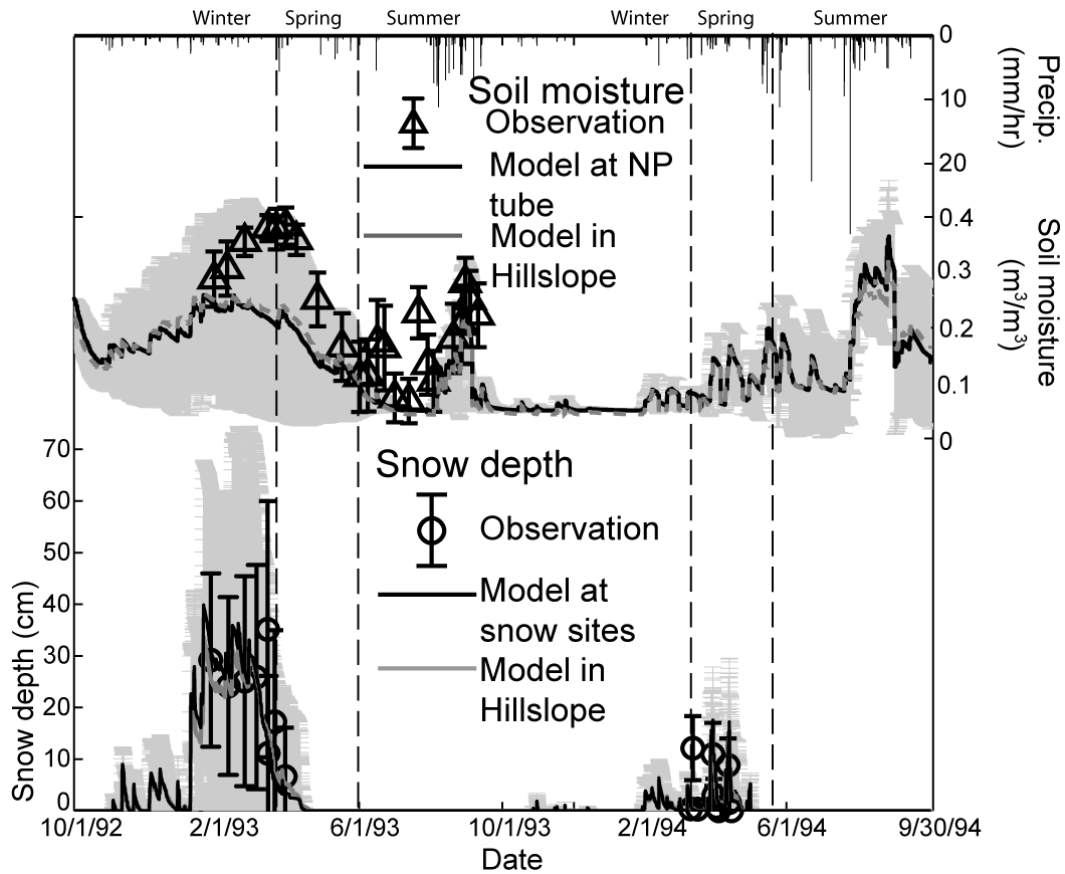 Winter Spring Summer Winter Spring Summer
0
10
20
Precip.
(mm/hr)
Soil moisture
Observation
Model at NP
tube
Model in
Hillslope
0.4
0.3
0.2
0.1
0
Soil moisture
(m³/m³)
70
60
50
40
30
20
10
0
Snow depth (cm)
Snow depth
Observation
Model at
snow sites
Model in
Hillslope
10/1/92 2/1/93 6/1/93 10/1/93 2/1/94 6/1/94 9/30/94
Date